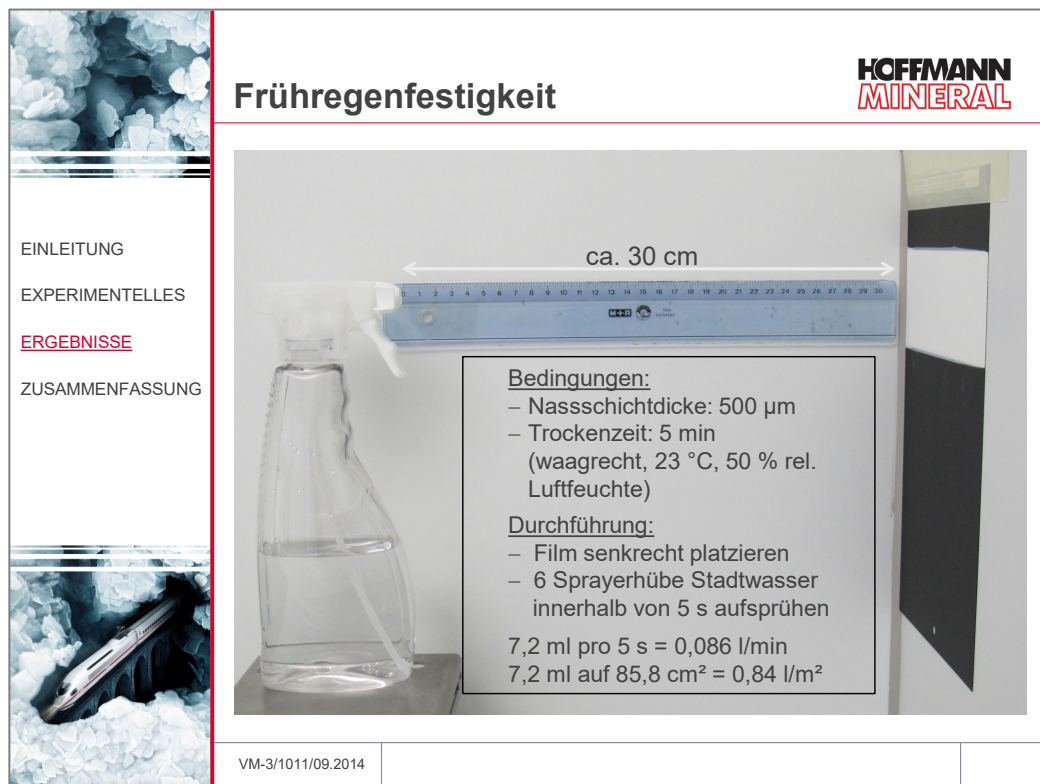 Frühregenfestigkeit
HOFFMANN
MINERAL
EINLEITUNG
EXPERIMENTELLES
ERGEBNISSE
ZUSAMMENFASSUNG
ca. 30 cm
0 1 2 3 4 5 6 7 8 9 10 11 12 13 14 15 16 17 18 19 20 21 22 23 24 25 26 27 28 29 30
M+R
Bedingungen:
– Nassschichtdicke: 500 µm
– Trockenzeit: 5 min
(waagrecht, 23 °C, 50 % rel.
Luftfeuchte)
Durchführung:
– Film senkrecht platzieren
– 6 Sprayerhübe Stadtwasser
innerhalb von 5 s aufsprühen
7,2 ml pro 5 s = 0,086 l/min
7,2 ml auf 85,8 cm² = 0,84 l/m²
VM-3/1011/09.2014